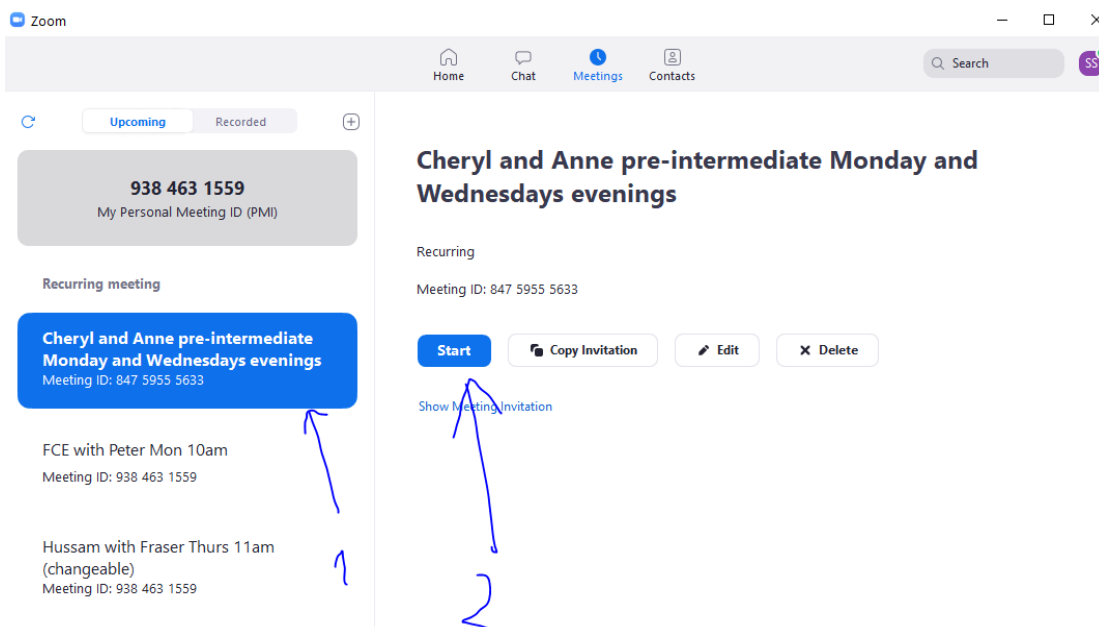 Zoom
Home Chat Meetings Contacts
Search
SS
Upcoming Recorded
938 463 1559
My Personal Meeting ID (PMI)
Recurring meeting
Cheryl and Anne pre-intermediate
Monday and Wednesdays evenings
Meeting ID: 847 5955 5633
FCE with Peter Mon 10am
Meeting ID: 938 463 1559
Hussam with Fraser Thurs 11am
(changeable)
Meeting ID: 938 463 1559
1
Cheryl and Anne pre-intermediate Monday and
Wednesdays evenings
Recurring
Meeting ID: 847 5955 5633
Start Copy Invitation Edit Delete
Show Meeting Invitation
2